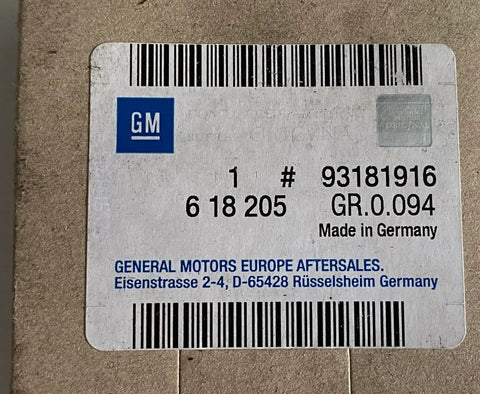 GM
1 # 93181916
6 18 205 GR.0.094
Made in Germany
GENERAL MOTORS EUROPE AFTERSALES.
Eisenstrasse 2-4, D-65428 Rüsselsheim Germany